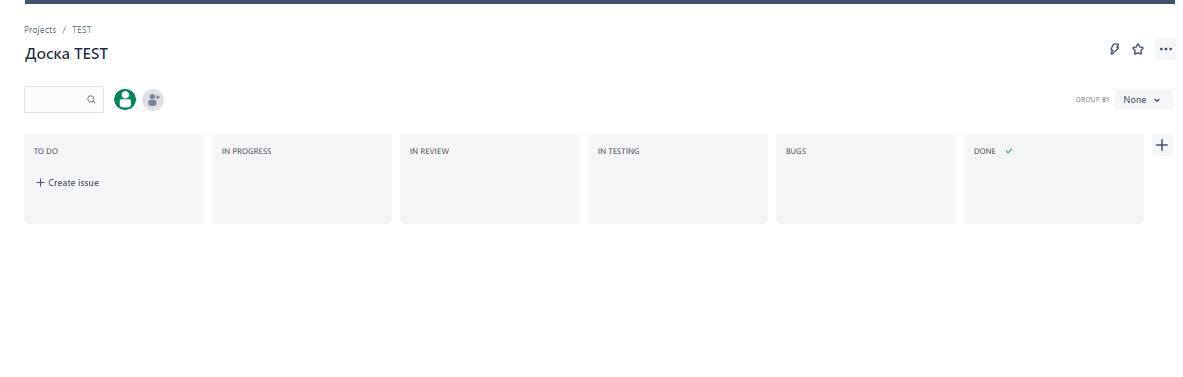 Projects / TEST
Доска TEST
GROUP BY None
TO DO
IN PROGRESS
IN REVIEW
IN TESTING
BUGS
DONE
+ Create issue